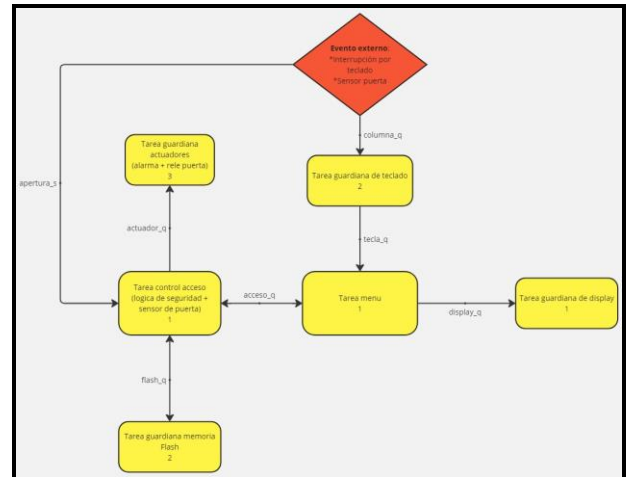 Evento externo:
*Interrupción por
teclado
*Sensor puerta
columna_q
Tarea guardiana
actuadores
(alarma + rele puerta)
3
Tarea guardiana de teclado
2
apertura_s
actuador_q
tecla_q
Tarea control acceso
(logica de seguridad +
sensor de puerta)
1
acceso_q
Tarea menu
1
display_q
Tarea guardiana de display
1
flash_q
Tarea guardiana memoria
Flash
2